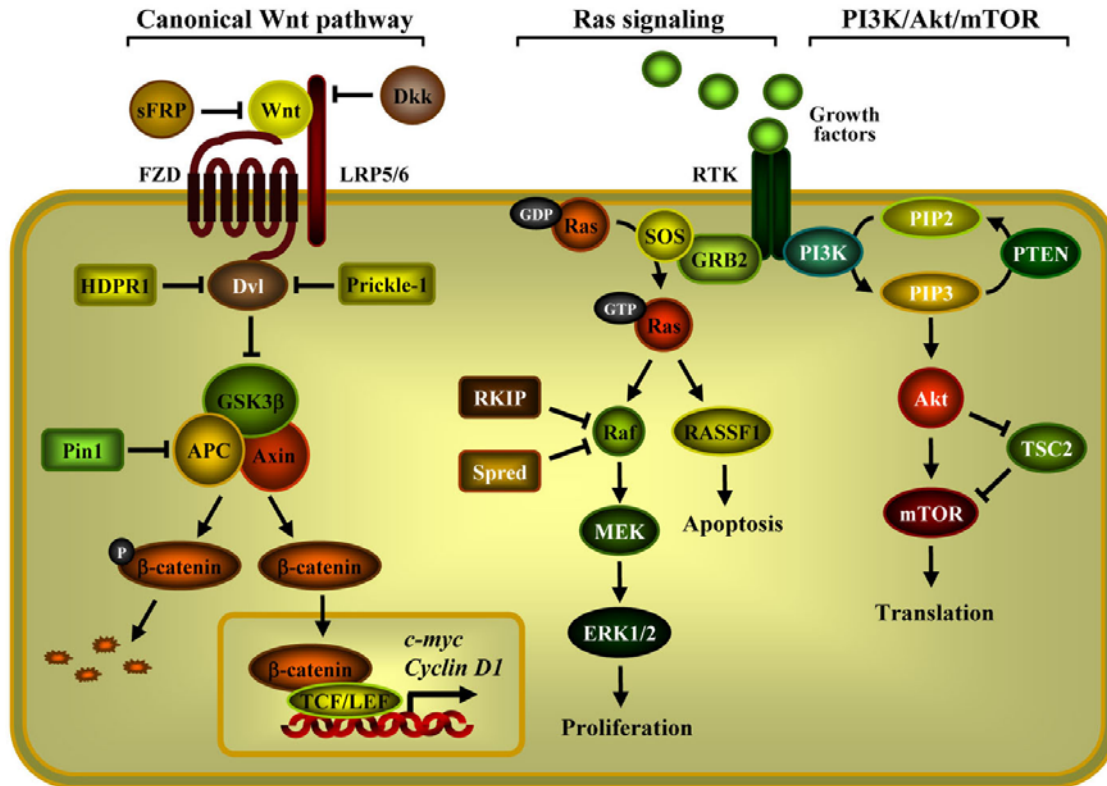 Canonical Wnt pathway
Ras signaling
PI3K/Akt/mTOR
sFRP
Wnt
Dkk
FZD
LRP5/6
Growth
factors
RTK
HDPR1
Dvl
Prickle-1
GSK3β
Pin1
APC
Axin
P
β-catenin
β-catenin
β-catenin
TCF/LEF
c-myc
Cyclin D1
GDP
Ras
SOS
GRB2
GTP
Ras
RKIP
Spred
Raf
RASSF1
MEK
Apoptosis
ERK1/2
Proliferation
PI3K
PIP2
PTEN
PIP3
Akt
TSC2
mTOR
Translation